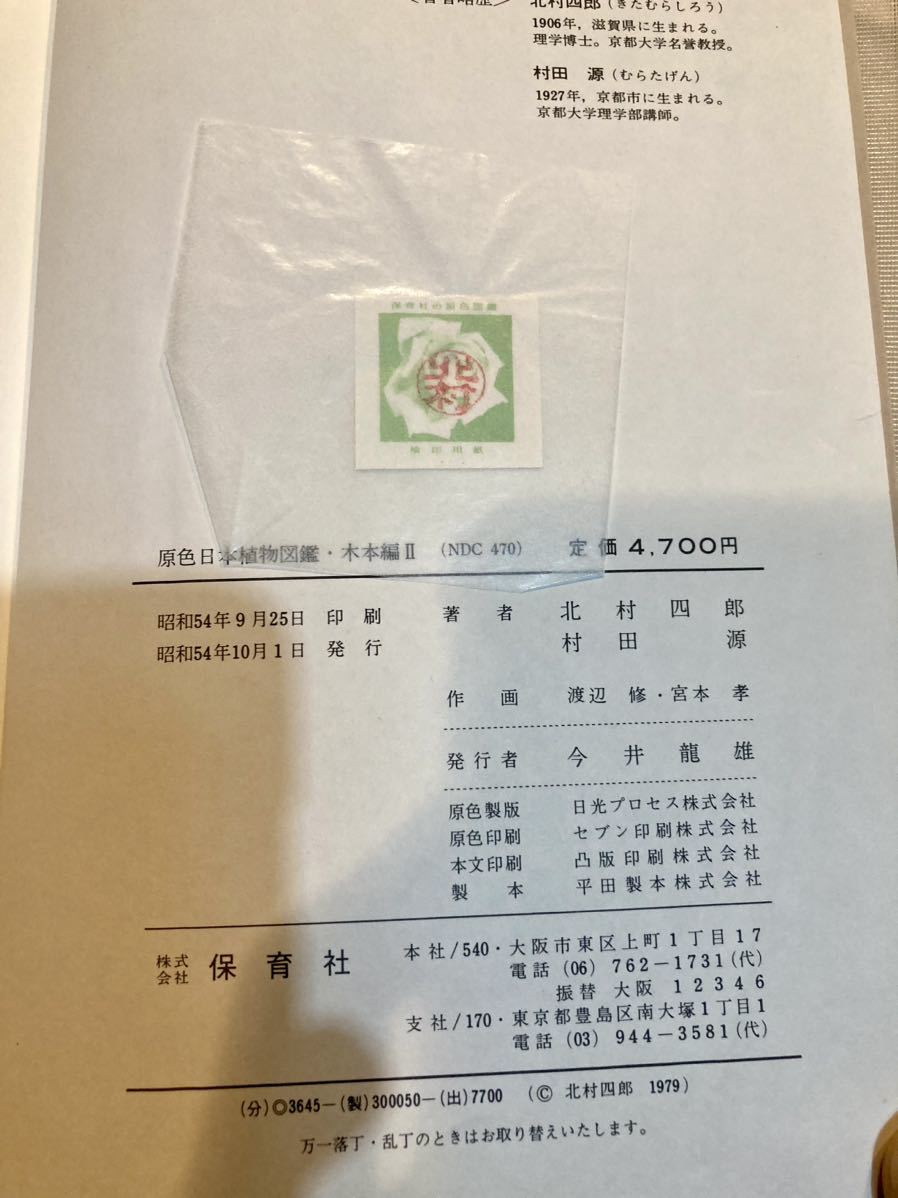 <著者略歴> 北村四郎(きたむらしろう)
1906年，滋賀県に生まれる。
理学博士。京都大学名誉教授。
村田 源(むらたげん)
1927年，京都市に生まれる。
京都大学理学部講師。
保育社の原色図鑑
北村
検印用紙
原色日本植物図鑑・木本編Ⅱ (NDC 470) 定価 4,700円
昭和54年9月25日 印刷 著者 北村四郎
昭和54年10月1日 発行 村田 源
作画 渡辺 修・宮本 孝
発行者 今井龍雄
原色製版 日光プロセス株式会社
原色印刷 セブン印刷株式会社
本文印刷 凸版印刷株式会社
製本 平田製本株式会社
株式会社 保育社 本社/540・大阪市東区上町1丁目17
電話 (06) 762－1731(代)
振替 大阪 12346
支社/170・東京都豊島区南大塚1丁目1
電話 (03) 944－3581(代)
(分)◎3645－(製)300050－(出)7700 (© 北村四郎 1979)
万一落丁・乱丁のときはお取り替えいたします。